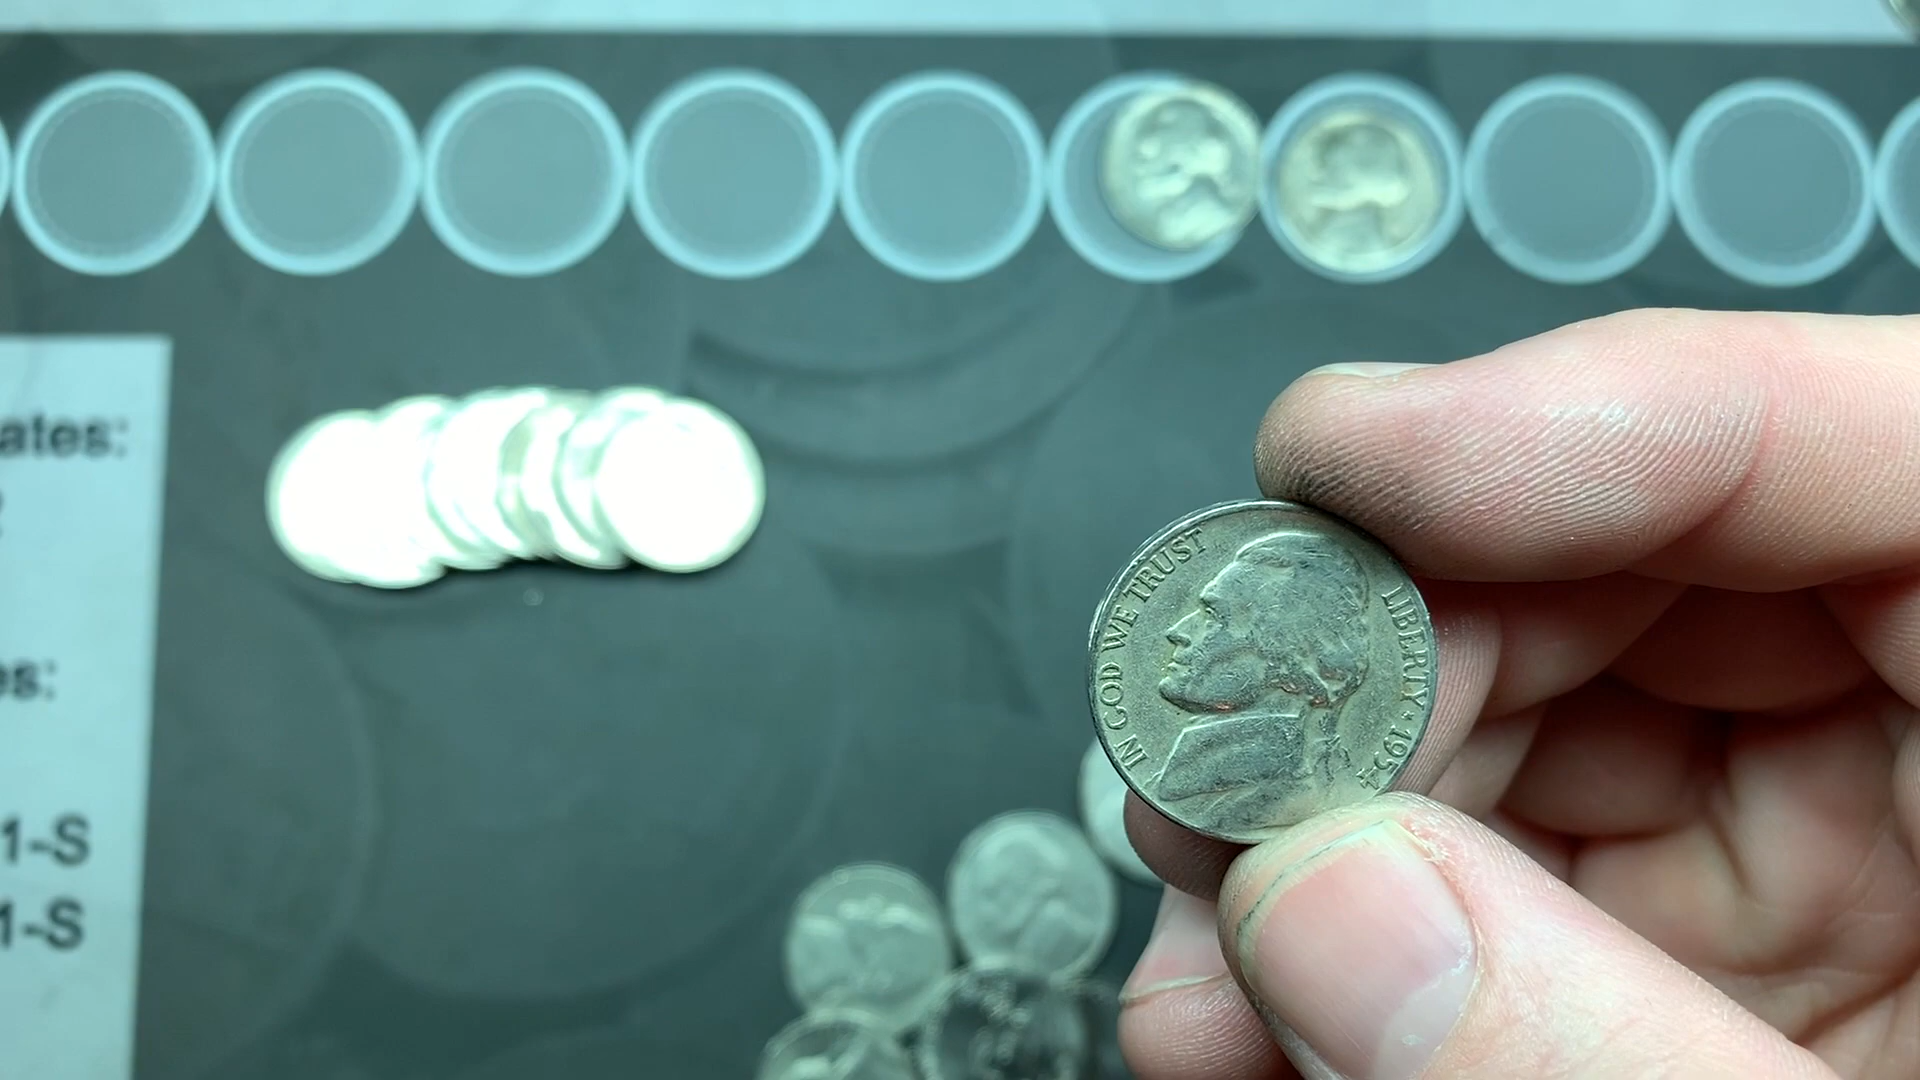 ates:
es:
1-S
1-S
IN GOD WE TRUST
LIBERTY * 1954